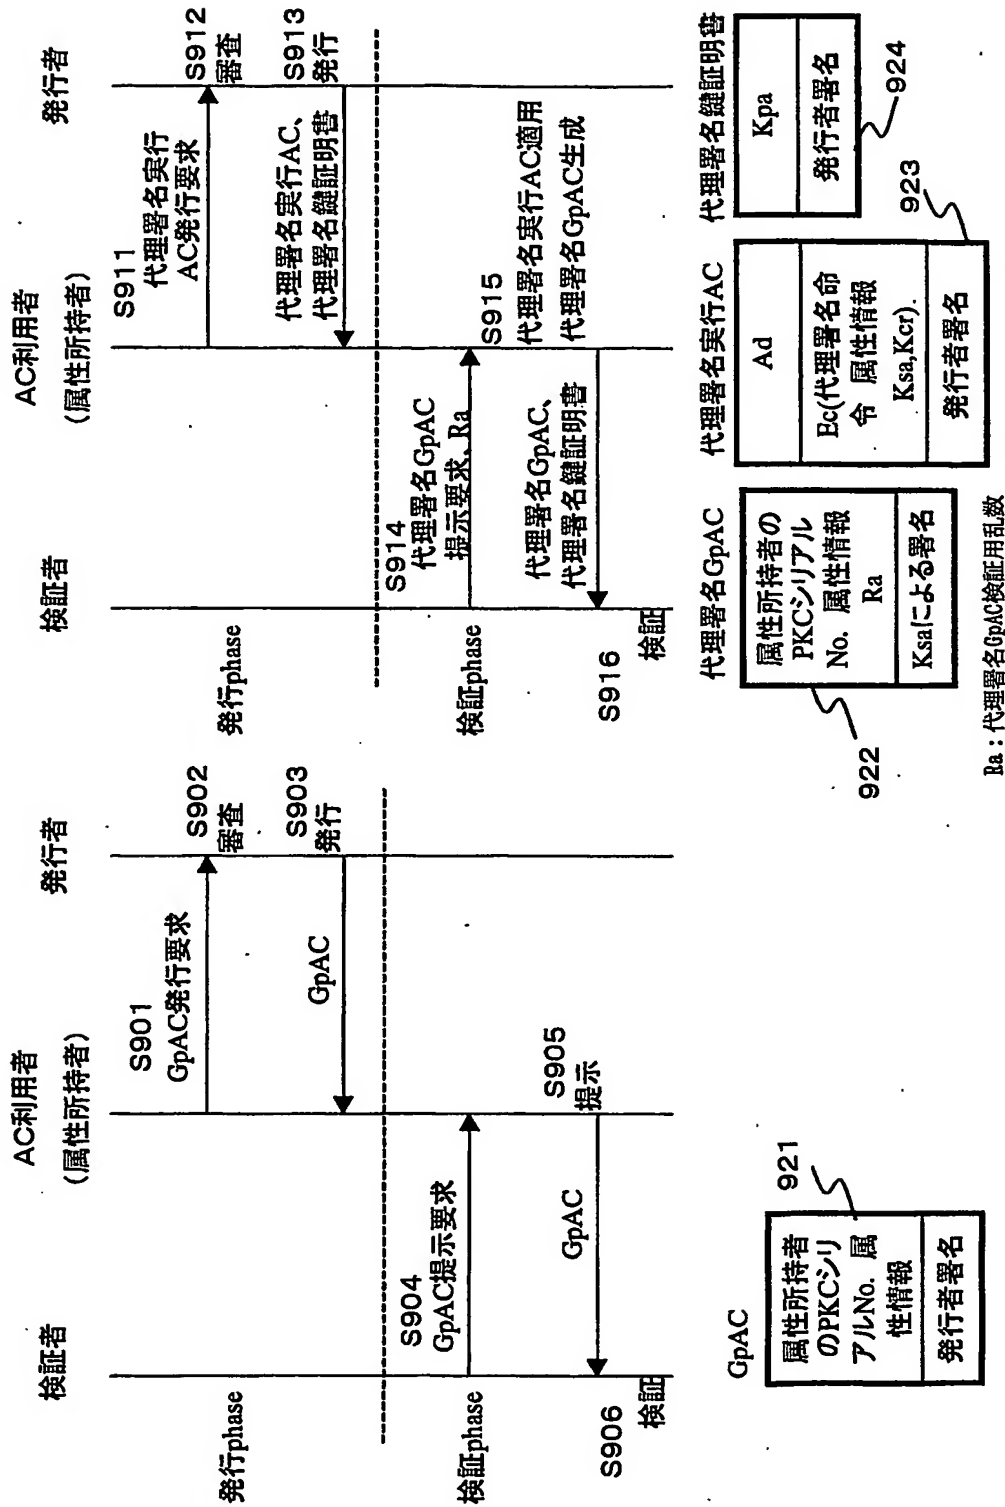 検証者
AC利用者
(属性所持者)
発行者
発行phase
S901
GpAC発行要求
S902
審査
S903
発行
GpAC
検証phase
S904
GpAC提示要求
S905
提示
GpAC
S906
検証
GpAC
属性所持者
のPKCシリ
アルNo. 属
性情報
発行者署名
921
検証者
AC利用者
(属性所持者)
発行者
発行phase
S911
代理署名実行
AC発行要求
S912
審査
S913
発行
代理署名実行AC、
代理署名鍵証明書
検証phase
S914
代理署名GpAC
提示要求、Ra
S915
代理署名実行AC適用
代理署名GpAC生成
代理署名GpAC、
代理署名鍵証明書
S916
検証
代理署名GpAC
属性所持者の
PKCシリアル
No. 属性情報
Ra
Ksaによる署名
922
代理署名実行AC
Ad
Ec(代理署名命
令 属性情報
Ksa,Kcr)
発行者署名
923
代理署名鍵証明書
Kpa
発行者署名
924
Ra:代理署名GpAC検証用乱数